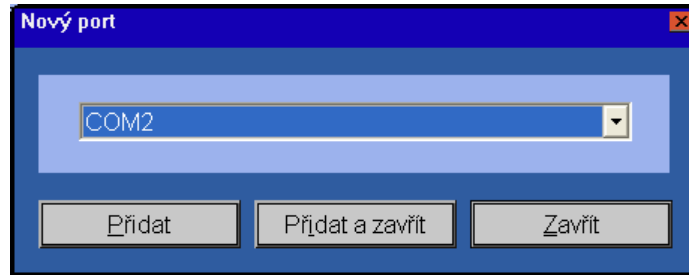 Nový port
COM2
Přidat
Přidat a zavřít
Zavřít